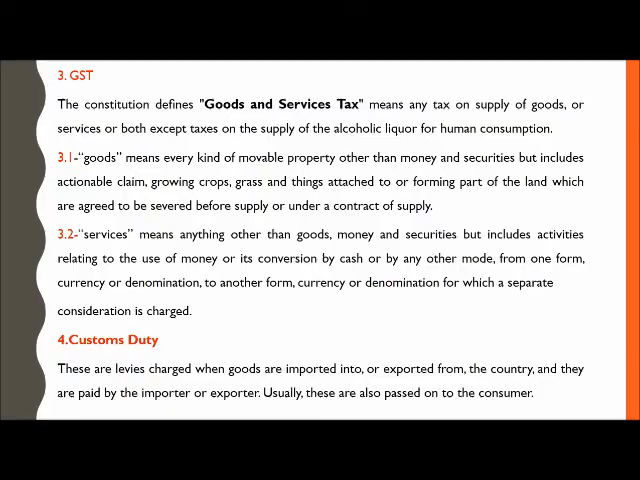 3. GST
The constitution defines "Goods and Services Tax" means any tax on supply of goods, or
services or both except taxes on the supply of the alcoholic liquor for human consumption.
3.1-“goods” means every kind of movable property other than money and securities but includes
actionable claim, growing crops, grass and things attached to or forming part of the land which
are agreed to be severed before supply or under a contract of supply.
3.2-“services” means anything other than goods, money and securities but includes activities
relating to the use of money or its conversion by cash or by any other mode, from one form,
currency or denomination, to another form, currency or denomination for which a separate
consideration is charged.
4.Customs Duty
These are levies charged when goods are imported into, or exported from, the country, and they
are paid by the importer or exporter. Usually, these are also passed on to the consumer.